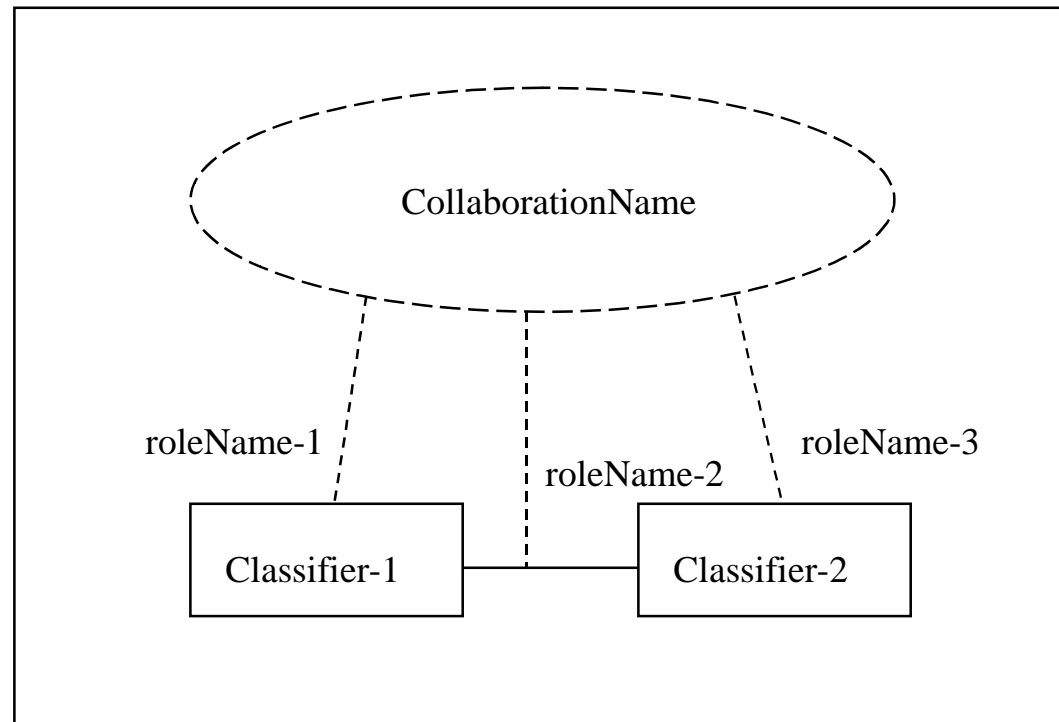 CollaborationName
roleName-1
roleName-3
roleName-2
Classifier-1
Classifier-2